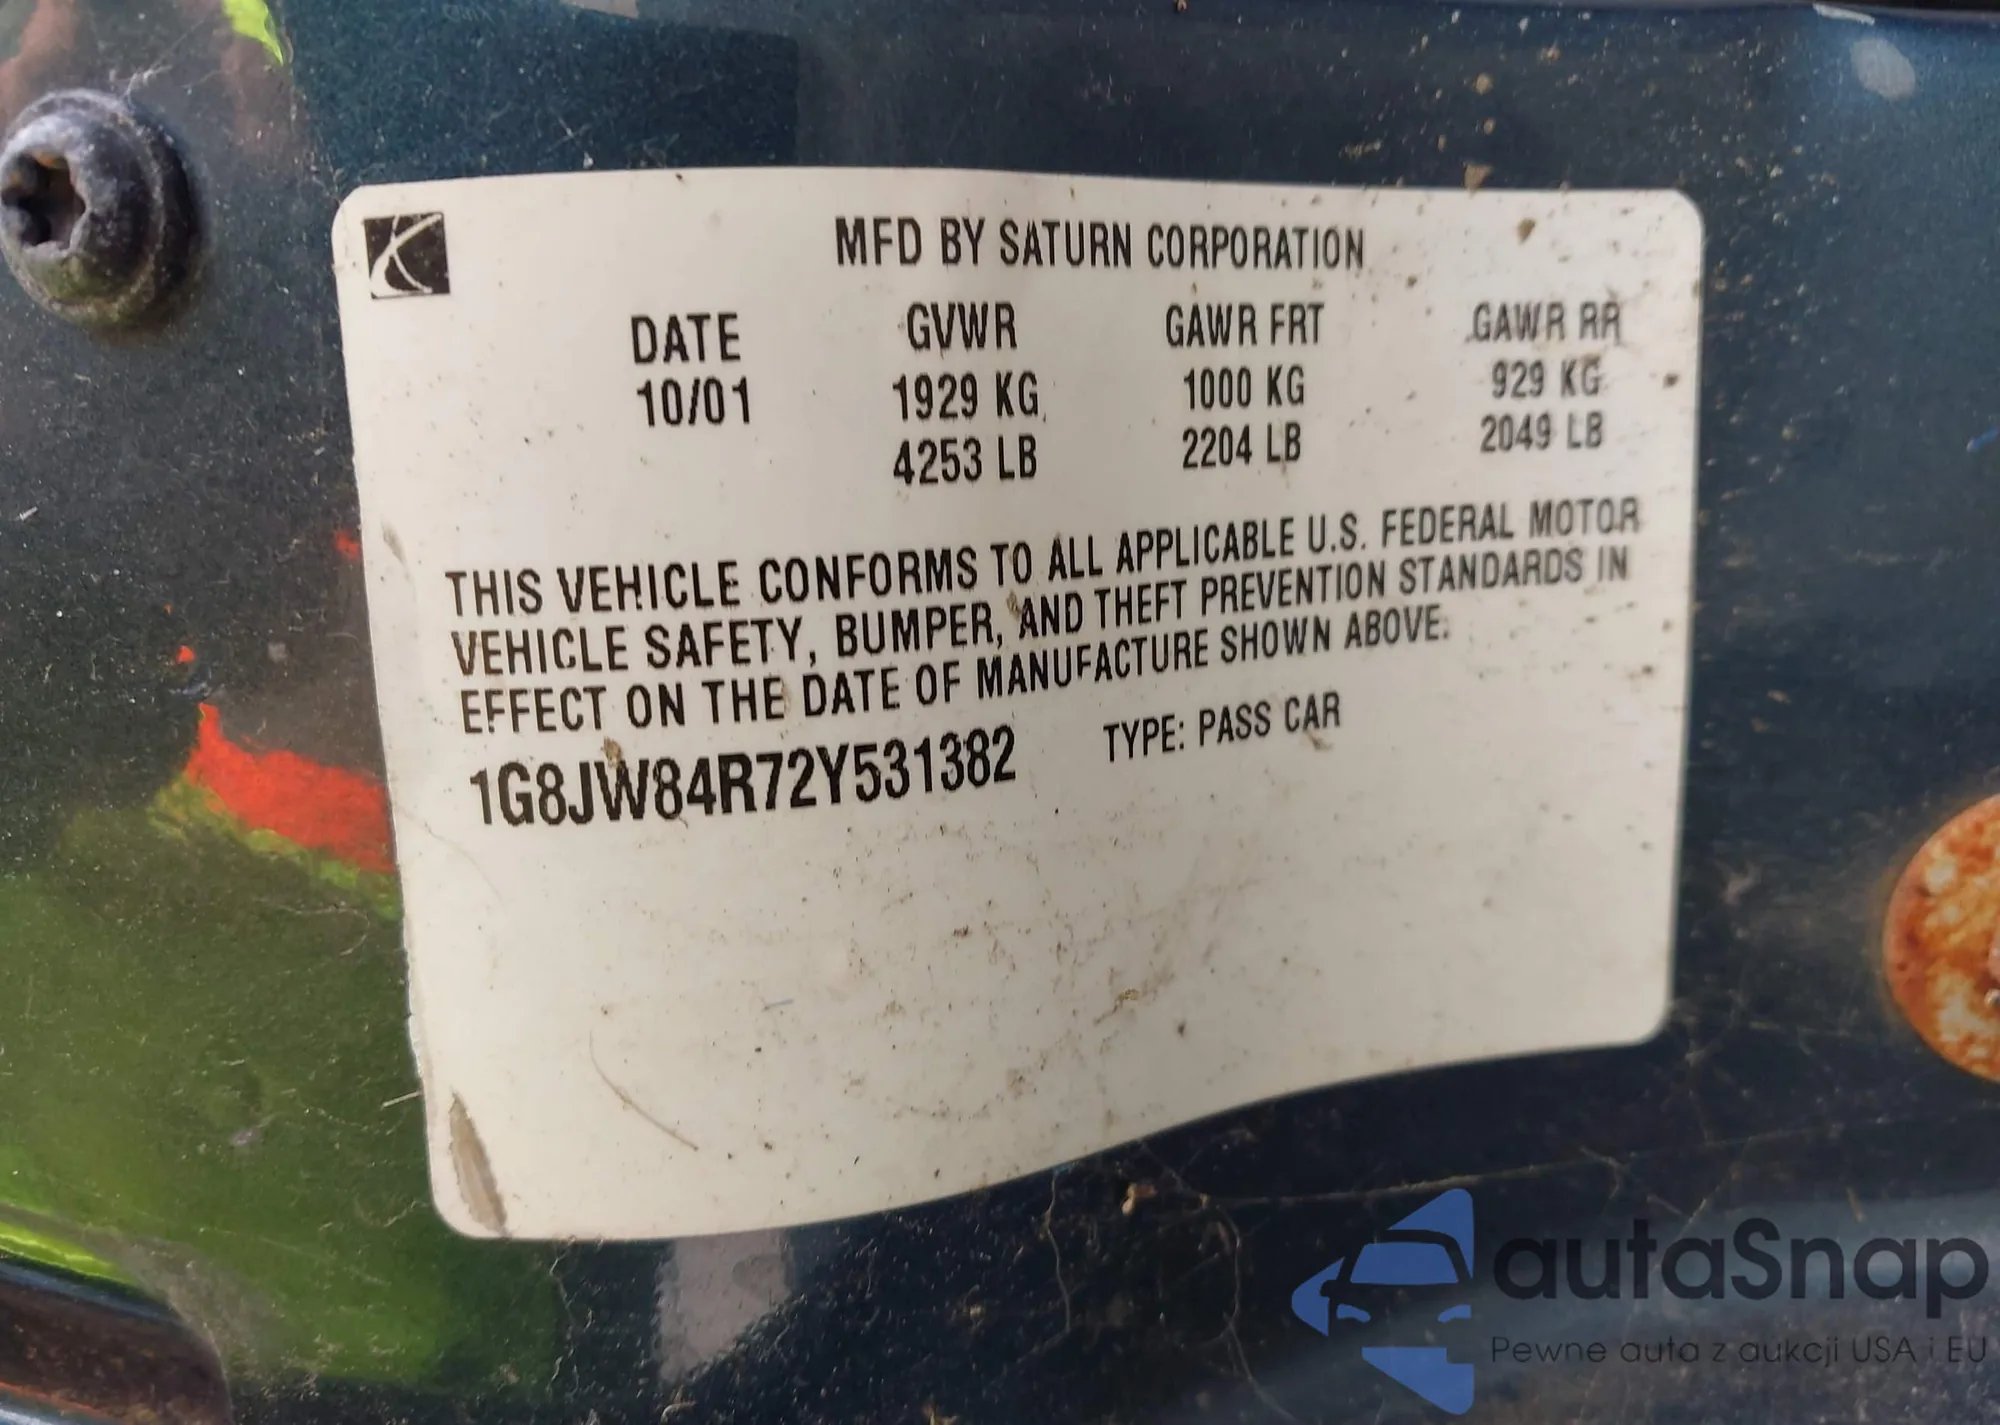 MFD BY SATURN CORPORATION
DATE GVWR GAWR FRT GAWR RR
10/01 1929 KG 1000 KG 929 KG
4253 LB 2204 LB 2049 LB
THIS VEHICLE CONFORMS TO ALL APPLICABLE U.S. FEDERAL MOTOR
VEHICLE SAFETY, BUMPER, AND THEFT PREVENTION STANDARDS IN
EFFECT ON THE DATE OF MANUFACTURE SHOWN ABOVE.
1G8JW84R72Y531382 TYPE: PASS CAR
autaSnap
Pewne auta z aukcji USA i EU